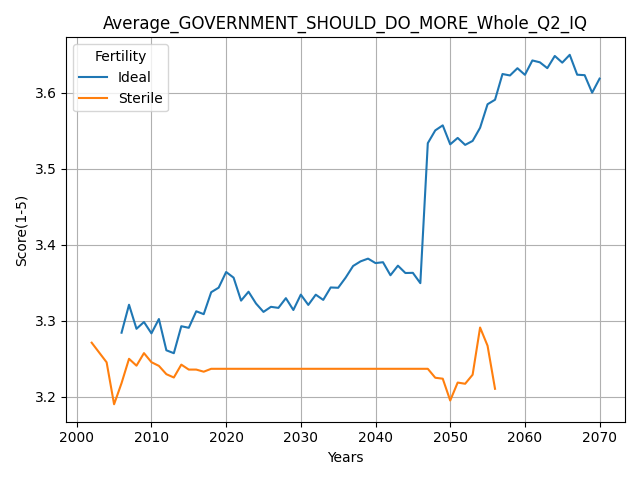 Average_GOVERNMENT_SHOULD_DO_MORE_Whole_Q2_IQ
Fertility
Ideal
Sterile
3.6
3.5
3.4
3.3
3.2
Score(1-5)
2000 2010 2020 2030 2040 2050 2060 2070
Years